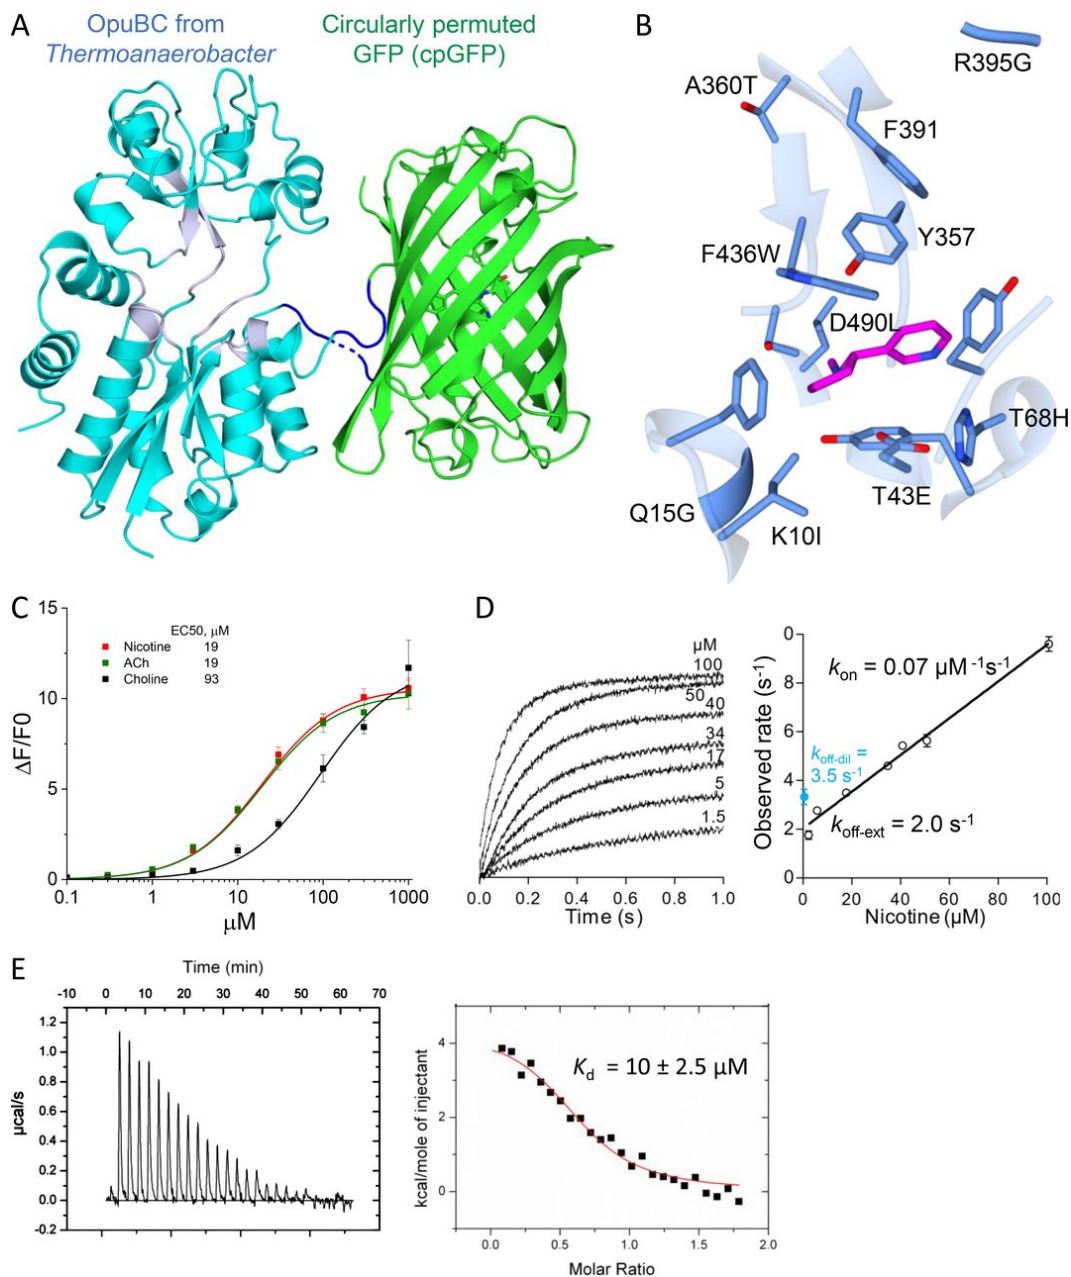 A
OpuBC from
Thermoanaerobacter
Circularly permuted
GFP (cpGFP)
B
R395G
A360T
F391
Y357
F436W
D490L
T68H
T43E
Q15G
K10I
C
15
10
5
0
ΔF/F0
EC50, μM
Nicotine 19
ACh 19
Choline 93
0.1 1 10 100 1000
μM
D
μM
100
50
40
34
17
5
1.5
0.0 0.2 0.4 0.6 0.8 1.0
Time (s)
Observed rate (s-1)
0
8
6
4
2
0
kon = 0.07 μM -1s-1
koff-dil =
3.5 s-1
koff-ext = 2.0 s-1
0 20 40 60 80 100
Nicotine (μM)
E
Time (min)
-10 0 10 20 30 40 50 60 70
1.2
1.0
0.8
0.6
0.4
0.2
0.0
-0.2
μcal/s
kcal/mole of injectant
4
2
0
Kd = 10 ± 2.5 μM
0.0 0.5 1.0 1.5 2.0
Molar Ratio